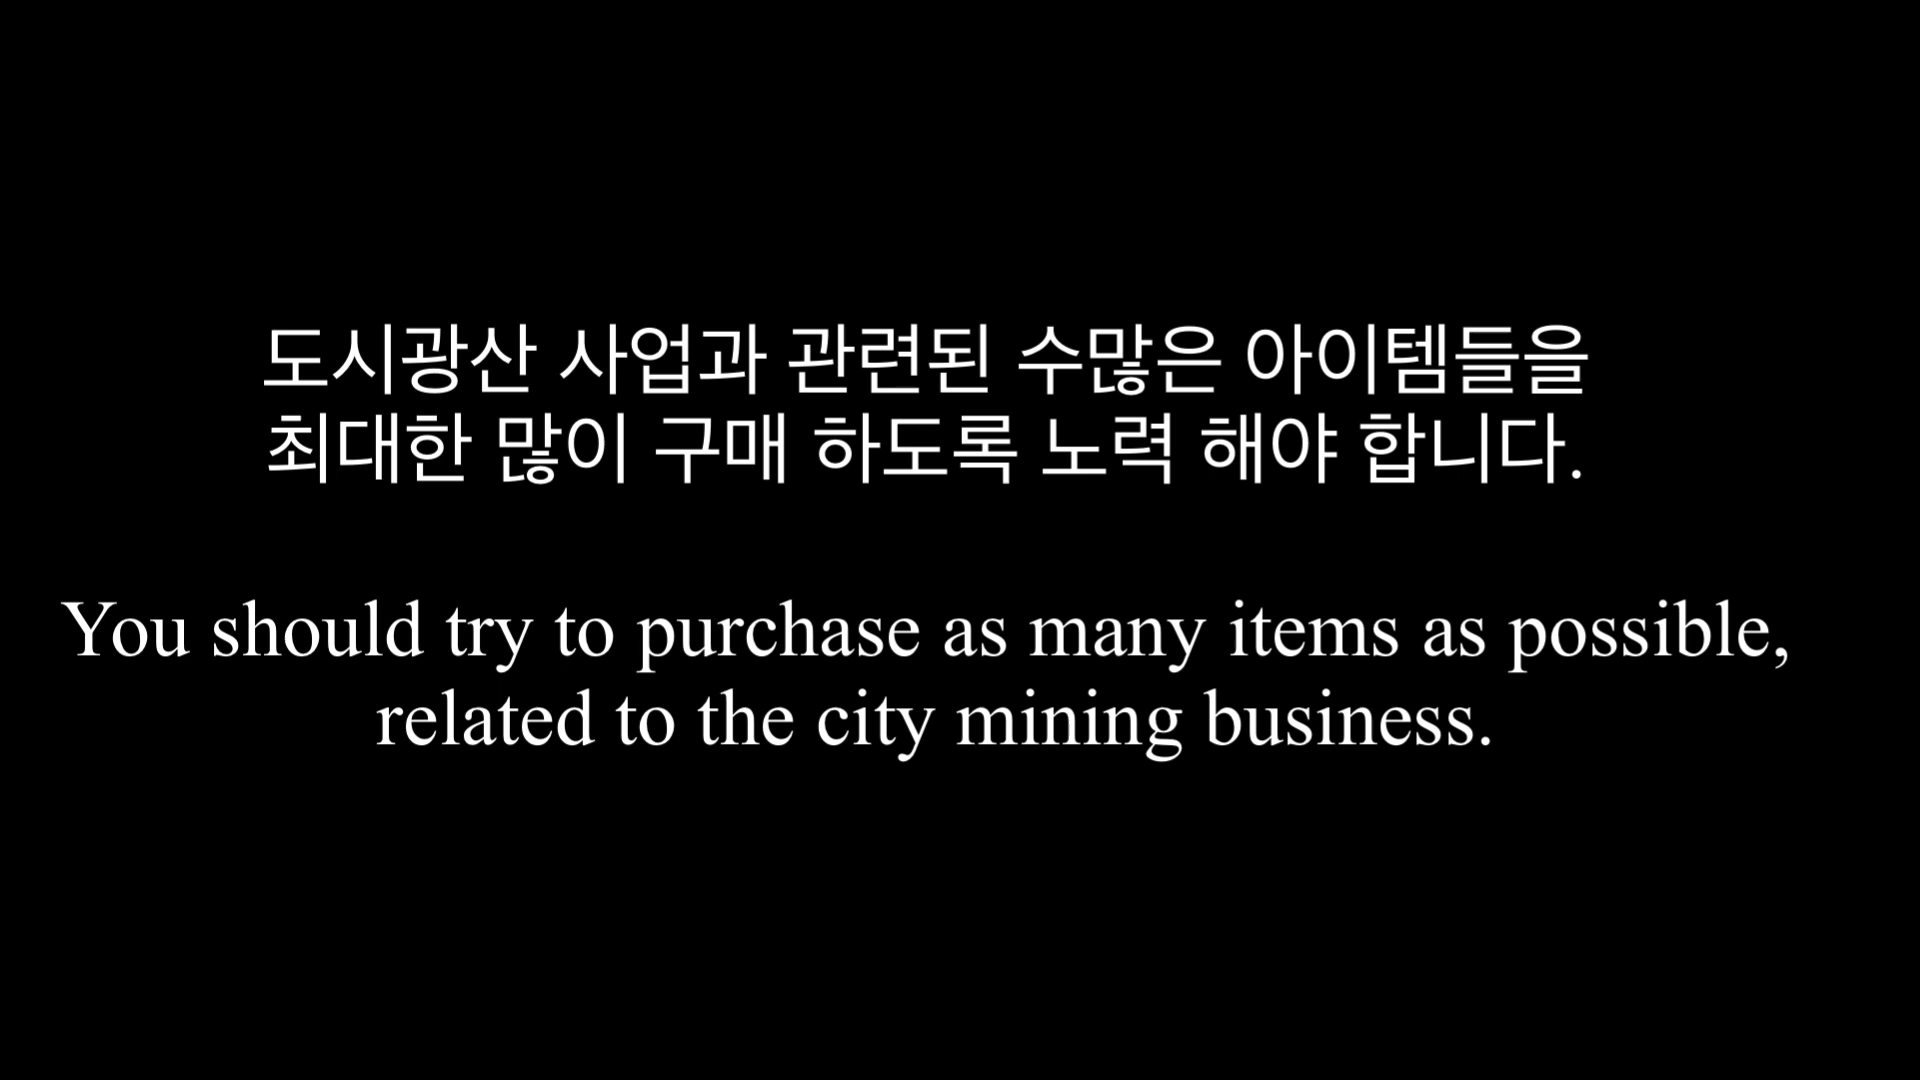 도시광산 사업과 관련된 수많은 아이템들을
최대한 많이 구매 하도록 노력 해야 합니다.
You should try to purchase as many items as possible,
related to the city mining business.